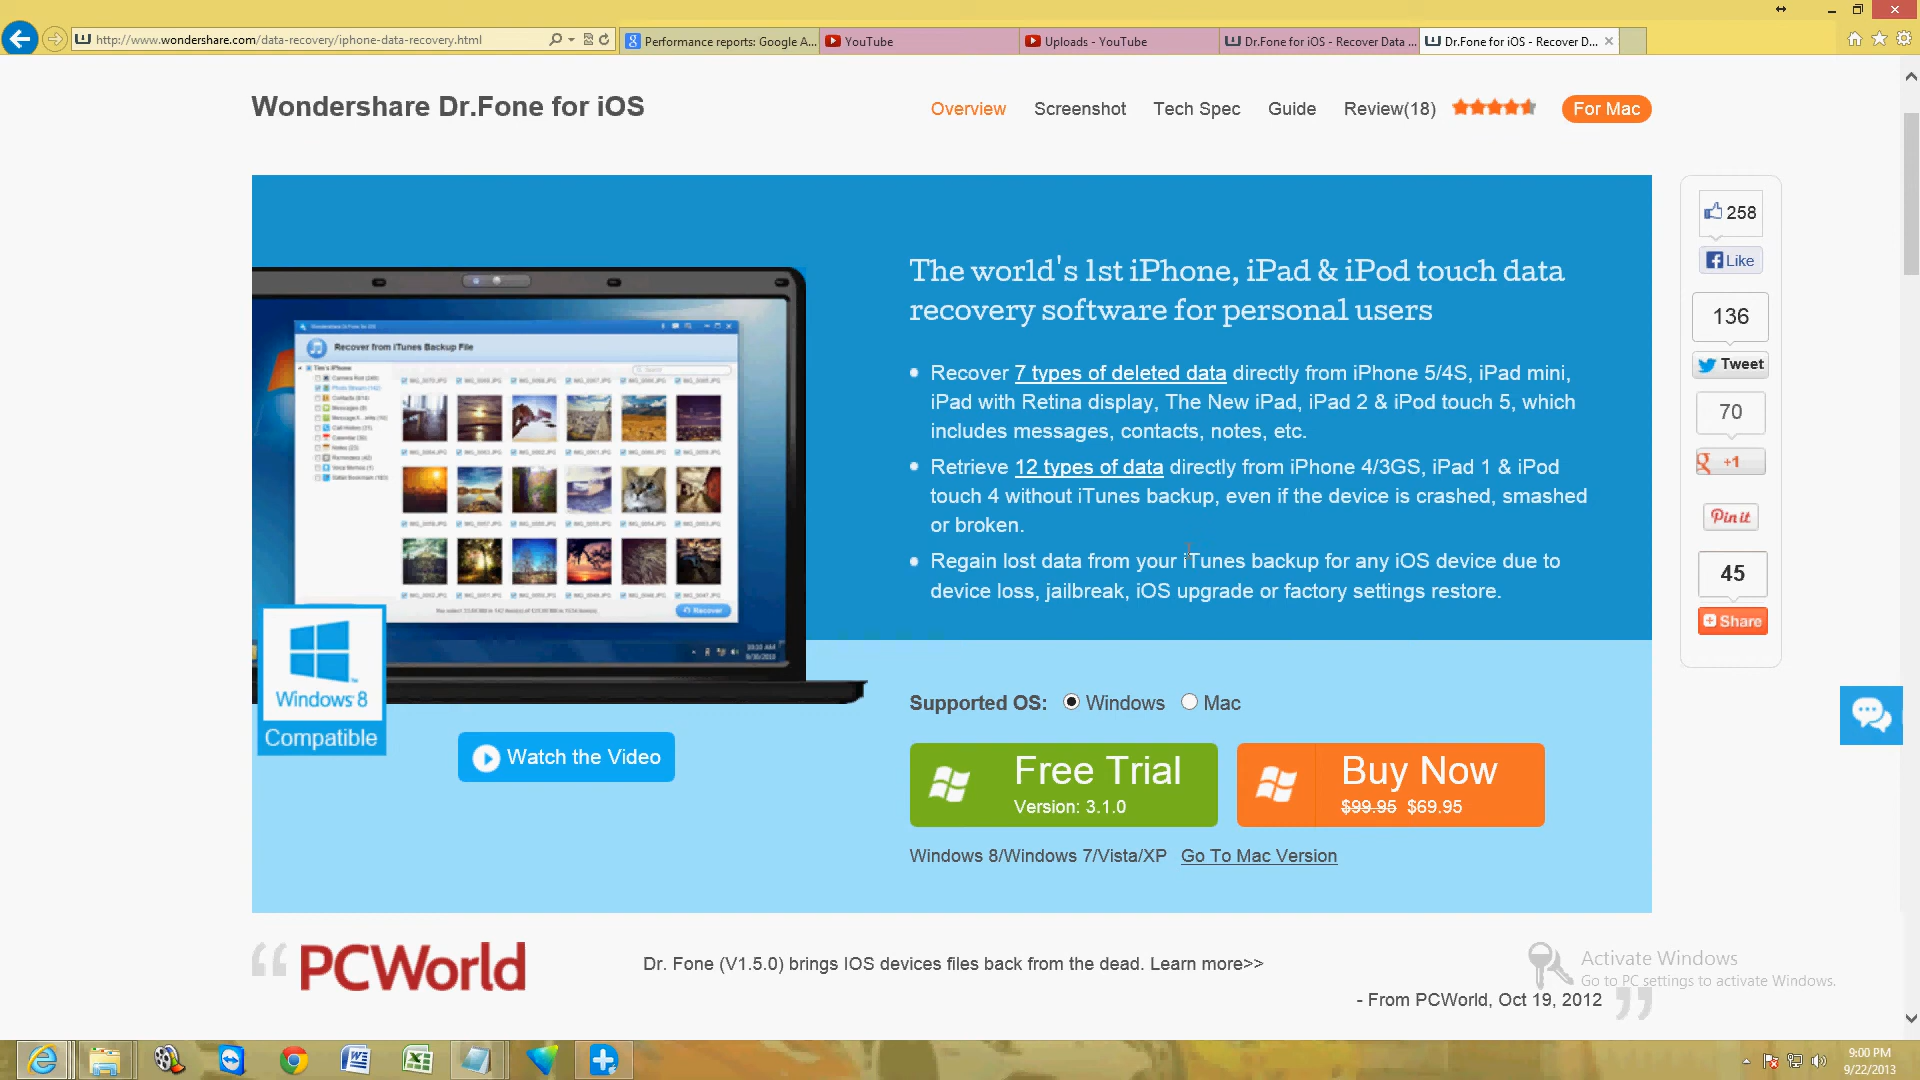 http://www.wondershare.com/data-recovery/iphone-data-recovery.html
Performance reports: Google A...
YouTube
Uploads - YouTube
Dr.Fone for iOS - Recover Data ...
Dr.Fone for iOS - Recover D...
Wondershare Dr.Fone for iOS
Overview
Screenshot
Tech Spec
Guide
Review(18)
For Mac
The world's 1st iPhone, iPad & iPod touch data
recovery software for personal users
Recover 7 types of deleted data directly from iPhone 5/4S, iPad mini,
iPad with Retina display, The New iPad, iPad 2 & iPod touch 5, which
includes messages, contacts, notes, etc.
Retrieve 12 types of data directly from iPhone 4/3GS, iPad 1 & iPod
touch 4 without iTunes backup, even if the device is crashed, smashed
or broken.
Regain lost data from your iTunes backup for any iOS device due to
device loss, jailbreak, iOS upgrade or factory settings restore.
258
Like
136
Tweet
70
+1
Pin it
45
Share
Wondershare Dr.Fone for iOS
Recover from iTunes Backup File
Tim's iPhone
Recover
Windows 8
Compatible
Watch the Video
Supported OS: Windows Mac
Free Trial
Version: 3.1.0
Buy Now
$99.95 $69.95
Windows 8/Windows 7/Vista/XP Go To Mac Version
PCWorld
Dr. Fone (V1.5.0) brings IOS devices files back from the dead. Learn more>>
- From PCWorld, Oct 19, 2012
Activate Windows
Go to PC settings to activate Windows.
9:00 PM
9/22/2013